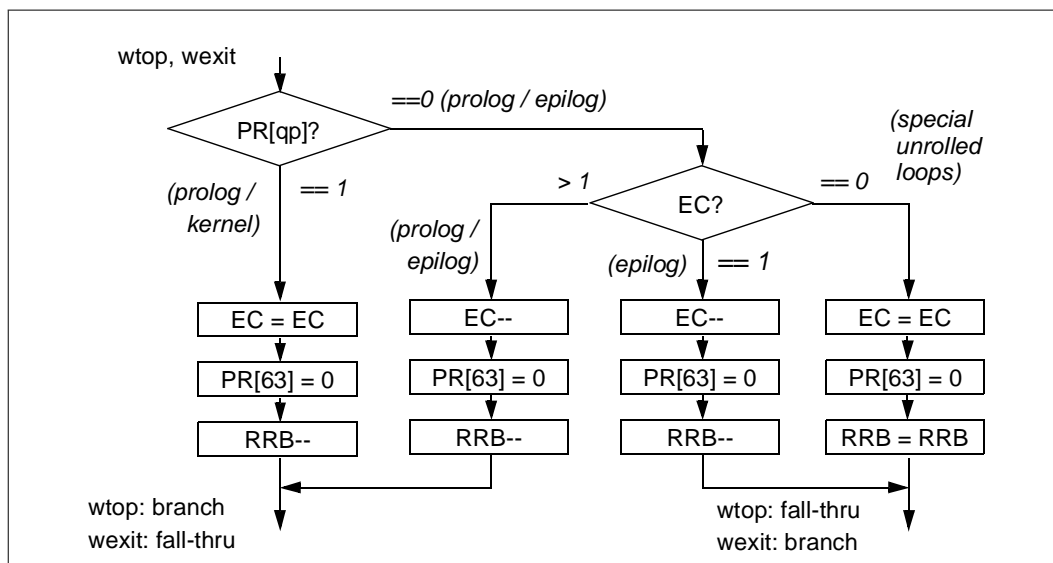 wtop, wexit
==0 (prolog / epilog)
PR[qp]?
(special
unrolled
loops)
(prolog /
kernel)
== 1
> 1
== 0
EC?
(prolog /
epilog)
(epilog)
== 1
EC = EC
EC--
EC--
EC = EC
PR[63] = 0
PR[63] = 0
PR[63] = 0
PR[63] = 0
RRB--
RRB--
RRB--
RRB = RRB
wtop: branch
wexit: fall-thru
wtop: fall-thru
wexit: branch